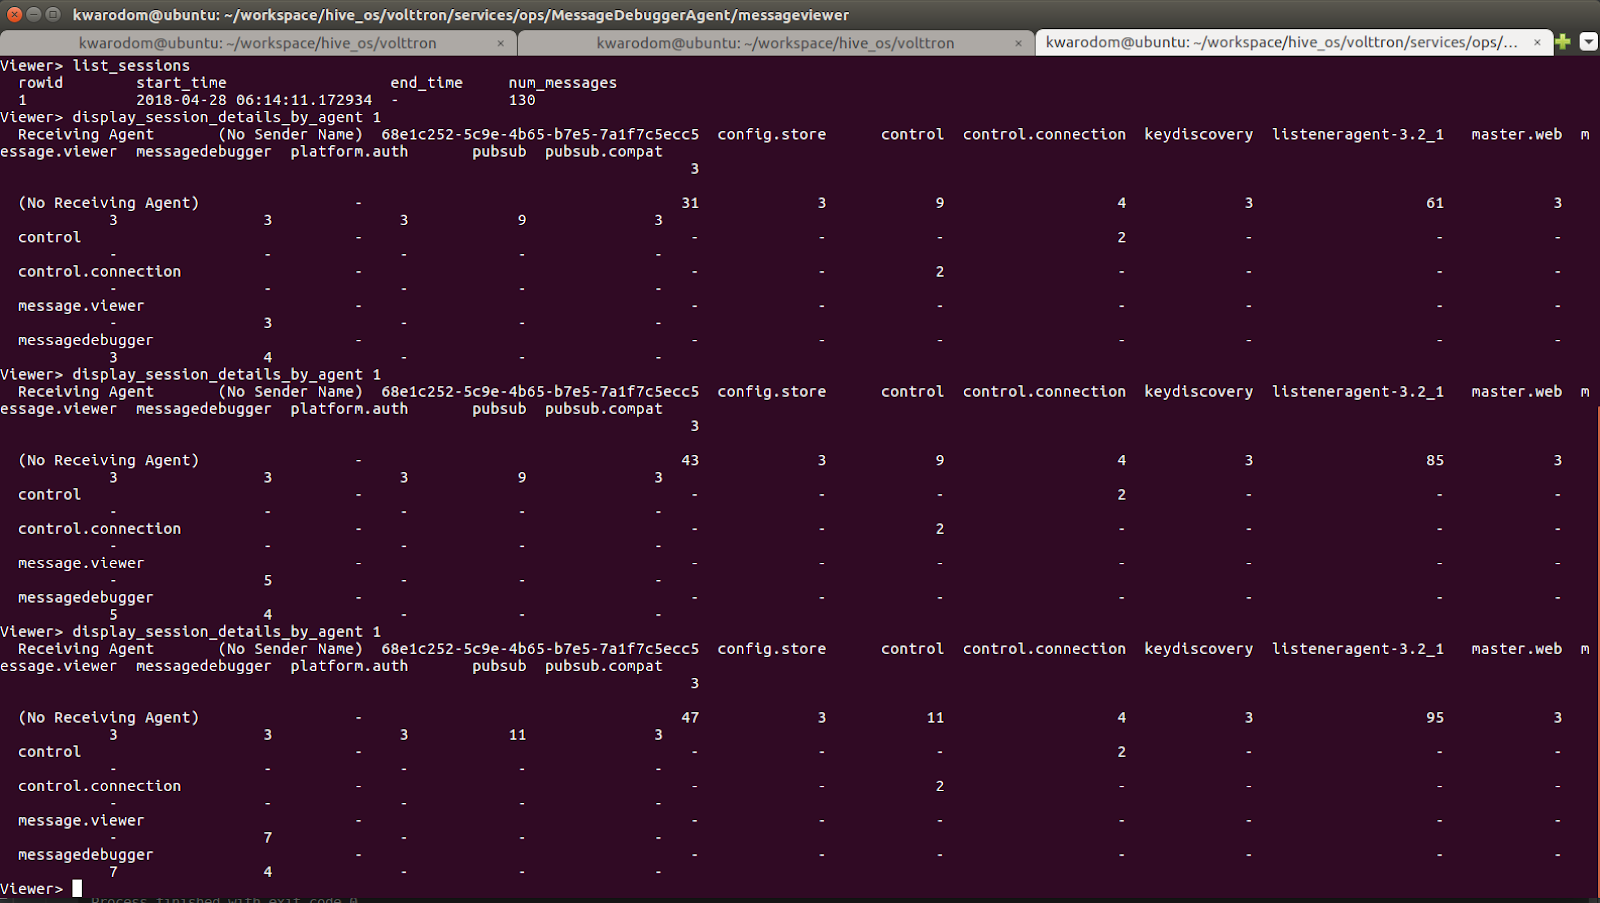 kwarodom@ubuntu: ~/workspace/hive_os/volttron/services/ops/MessageDebuggerAgent/messageviewer
kwarodom@ubuntu: ~/workspace/hive_os/volttron × kwarodom@ubuntu: ~/workspace/hive_os/volttron × kwarodom@ubuntu: ~/workspace/hive_os/volttron/services/ops/... ×
Viewer> list_sessions
rowid start_time end_time num_messages
1 2018-04-28 06:14:11.172934 - 130
Viewer> display_session_details_by_agent 1
Receiving Agent (No Sender Name) 68e1c252-5c9e-4b65-b7e5-7a1f7c5ecc5 config.store control control.connection keydiscovery listeneragent-3.2_1 master.web m
essage.viewer messagedebugger platform.auth pubsub pubsub.compat
3
(No Receiving Agent) - 31 3 9 4 3 61 3
3 3 3 9 3
control - - - - 2 - - -
- - - - -
control.connection - - - 2 - - - -
- - - - -
message.viewer - - - - - - - -
- 3 - - -
messagedebugger - - - - - - - -
3 4 - - -
Viewer> display_session_details_by_agent 1
Receiving Agent (No Sender Name) 68e1c252-5c9e-4b65-b7e5-7a1f7c5ecc5 config.store control control.connection keydiscovery listeneragent-3.2_1 master.web m
essage.viewer messagedebugger platform.auth pubsub pubsub.compat
3
(No Receiving Agent) - 43 3 9 4 3 85 3
3 3 3 9 3
control - - - - 2 - - -
- - - - -
control.connection - - - 2 - - - -
- - - - -
message.viewer - - - - - - - -
- 5 - - -
messagedebugger - - - - - - - -
5 4 - - -
Viewer> display_session_details_by_agent 1
Receiving Agent (No Sender Name) 68e1c252-5c9e-4b65-b7e5-7a1f7c5ecc5 config.store control control.connection keydiscovery listeneragent-3.2_1 master.web m
essage.viewer messagedebugger platform.auth pubsub pubsub.compat
3
(No Receiving Agent) - 47 3 11 4 3 95 3
3 3 3 11 3
control - - - - 2 - - -
- - - - -
control.connection - - - 2 - - - -
- - - - -
message.viewer - - - - - - - -
- 7 - - -
messagedebugger - - - - - - - -
7 4 - - -
Viewer>
Process finished with exit code 0